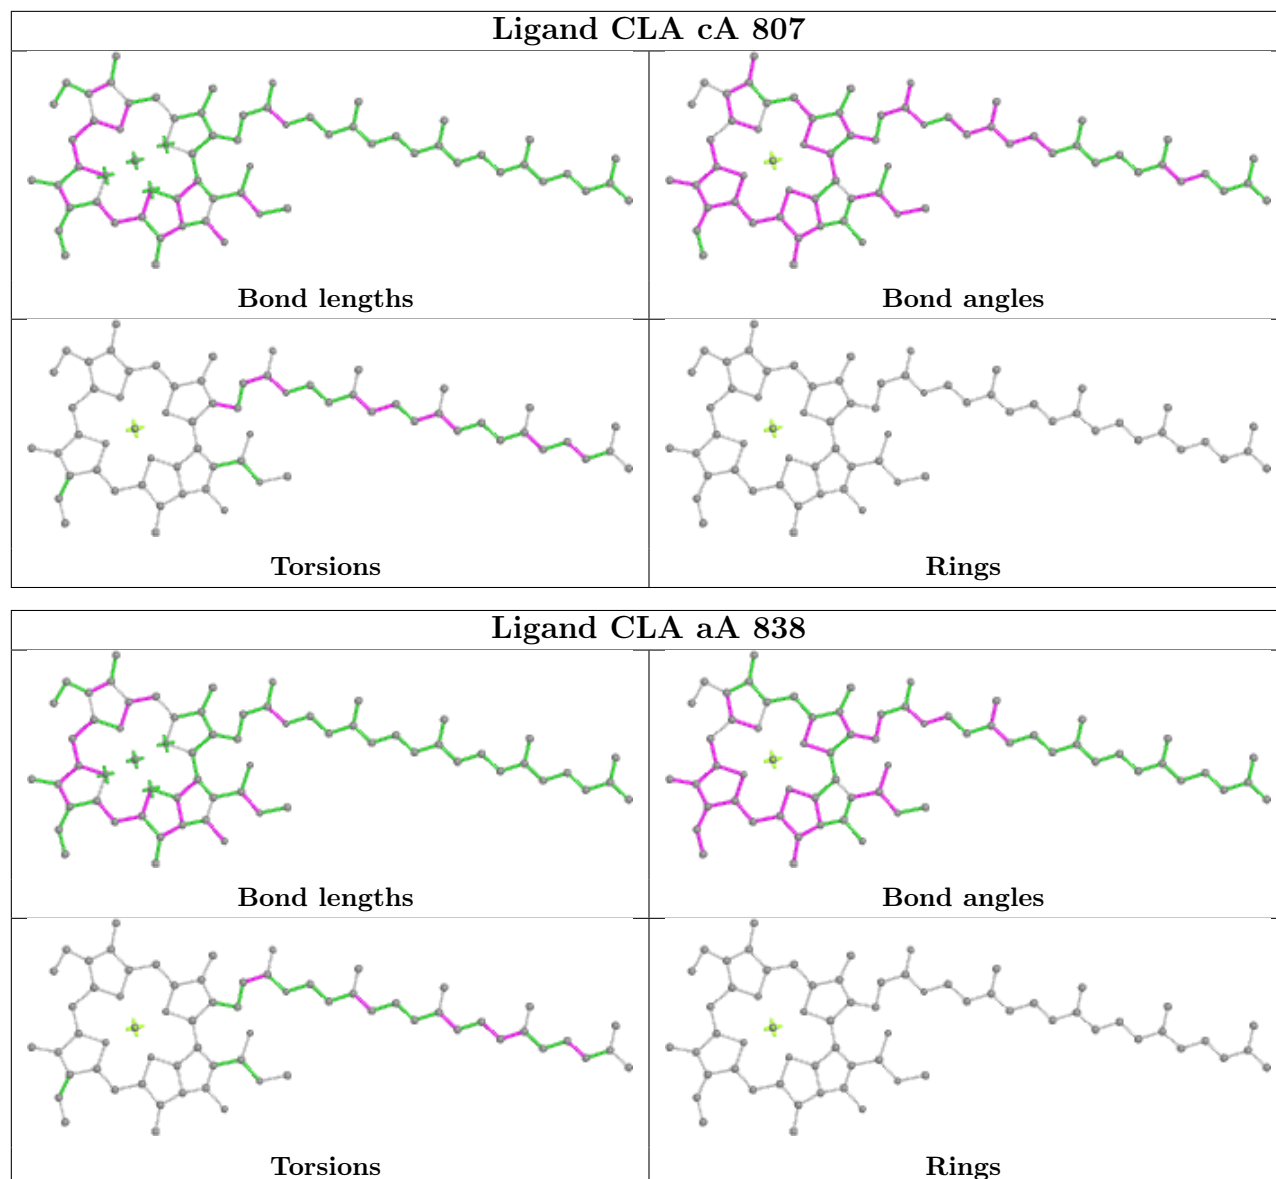 Ligand CLA cA 807
Bond lengths
Bond angles
Torsions
Rings
Ligand CLA aA 838
Bond lengths
Bond angles
Torsions
Rings